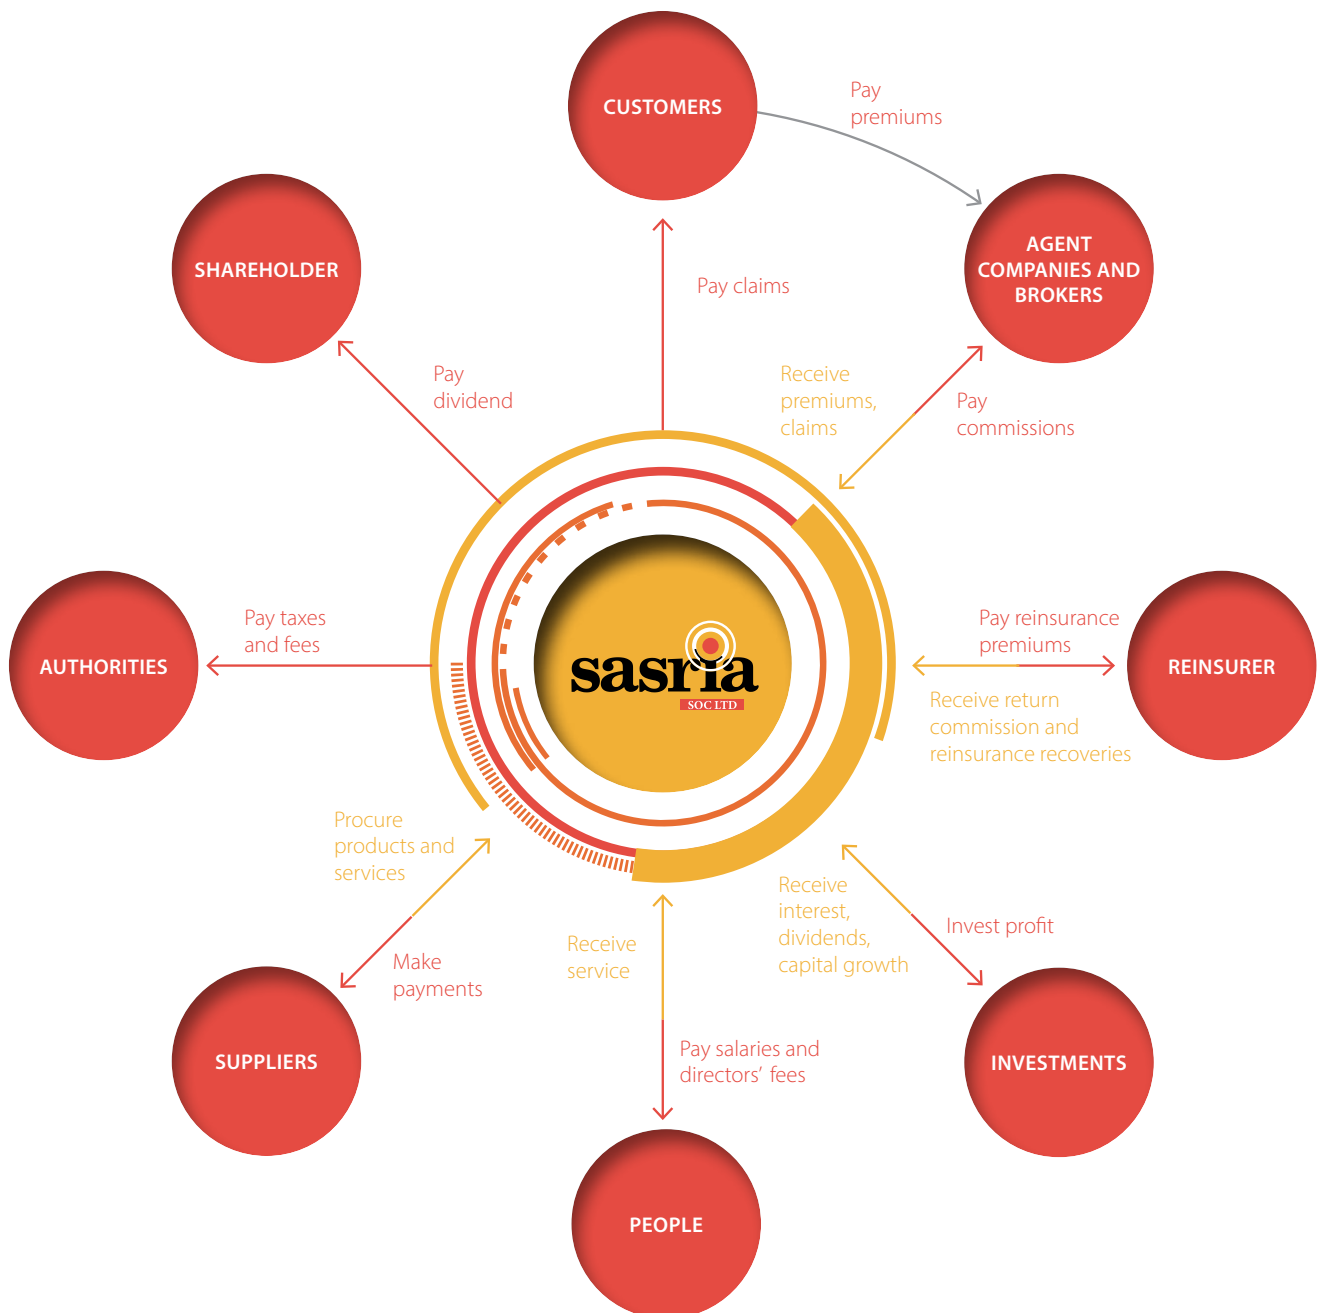 CUSTOMERS
Pay
premiums
AGENT
COMPANIES AND
BROKERS
SHAREHOLDER
Pay claims
Pay
dividend
Receive
premiums,
claims
Pay
commissions
Pay taxes
and fees
AUTHORITIES
sasria
SOC LTD
Pay reinsurance
premiums
REINSURER
Receive return
commission and
reinsurance recoveries
Procure
products and
services
Make
payments
SUPPLIERS
Receive
service
Pay salaries and
directors’ fees
PEOPLE
Receive
interest,
dividends,
capital growth
Invest profit
INVESTMENTS